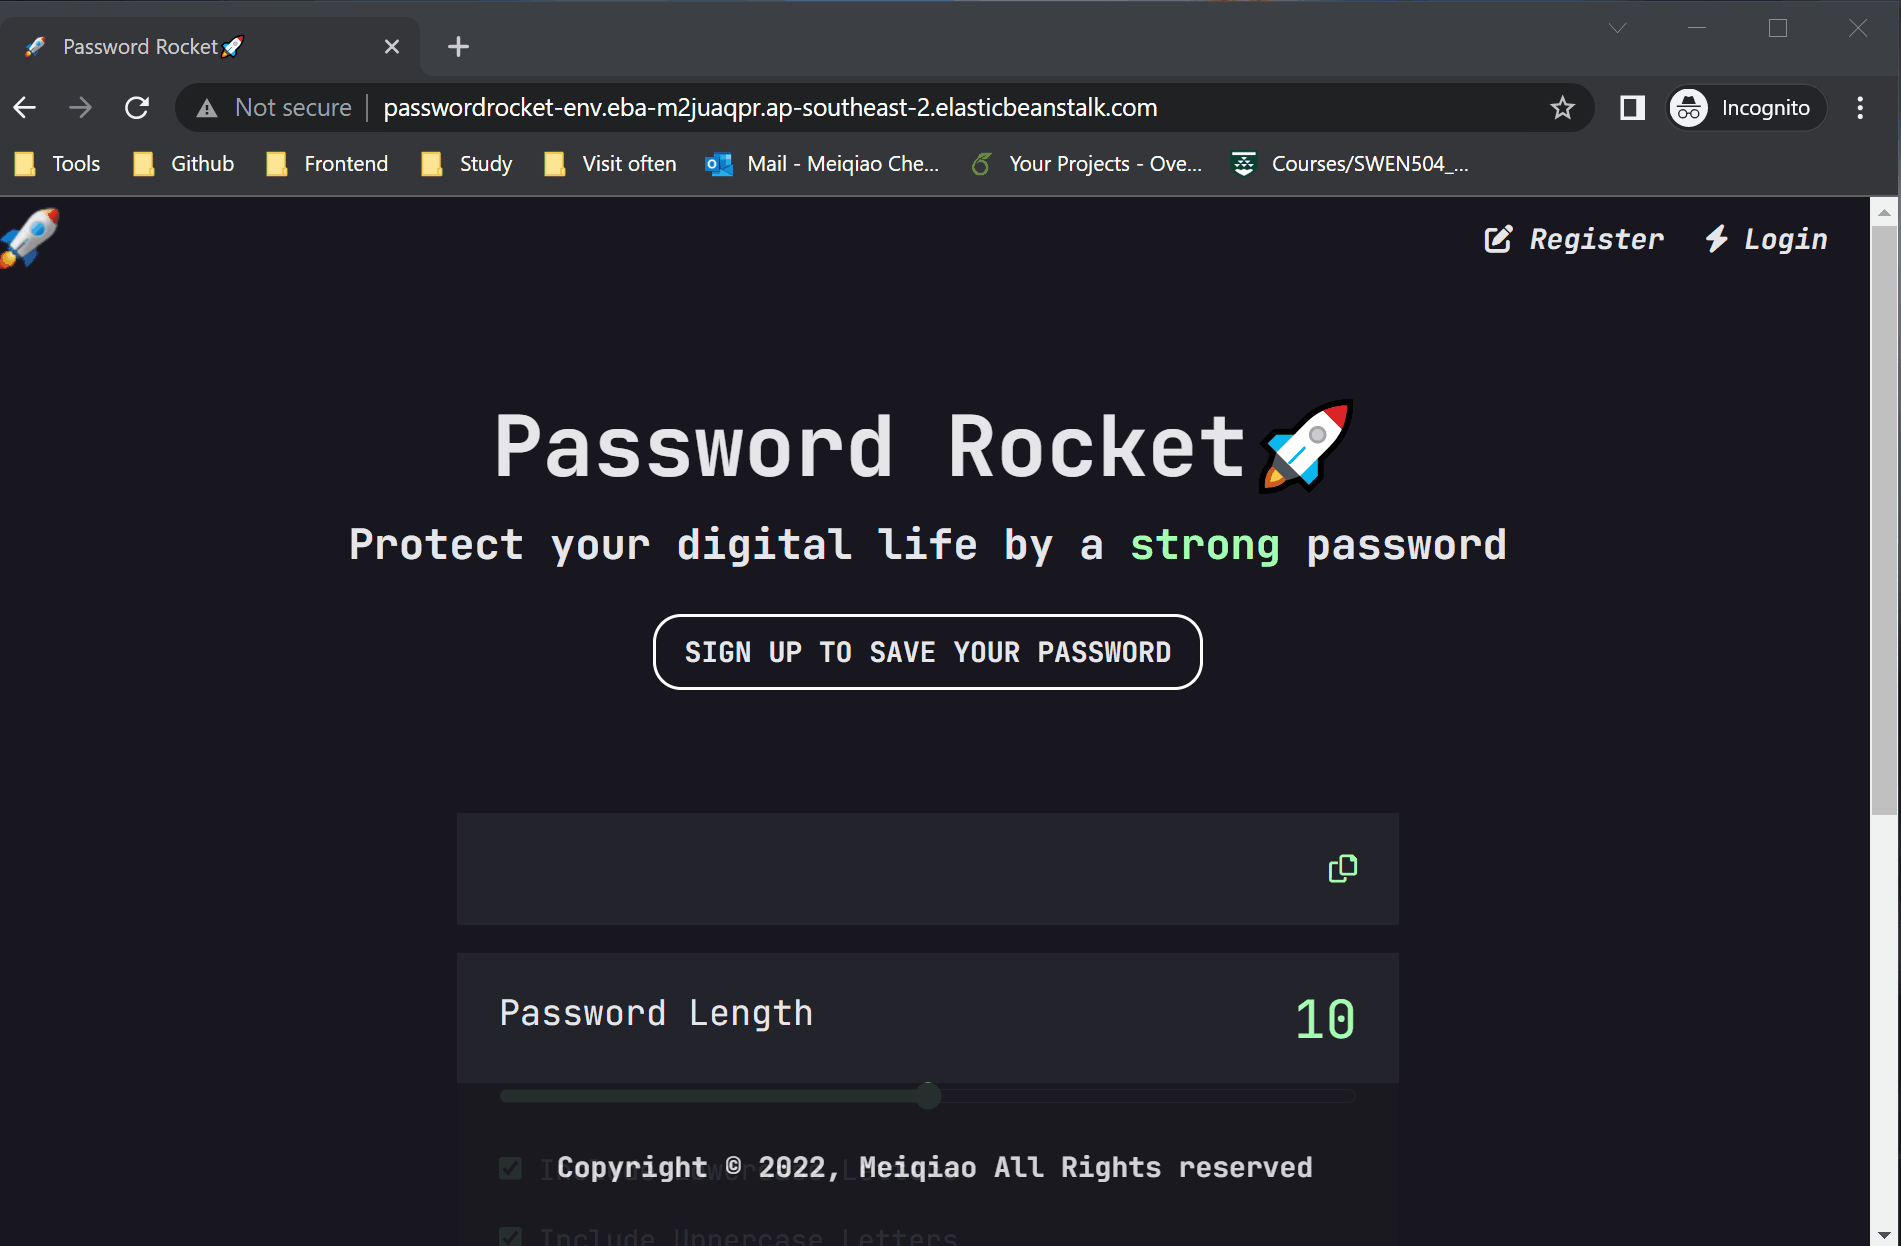 Password Rocket🚀
Not secure
passwordrocket-env.eba-m2juaqpr.ap-southeast-2.elasticbeanstalk.com
Incognito
Tools Github Frontend Study Visit often Mail - Meiqiao Che... Your Projects - Ove... Courses/SWEN504_...
Register Login
Password Rocket🚀
Protect your digital life by a strong password
SIGN UP TO SAVE YOUR PASSWORD
Password Length 10
Copyright © 2022, Meiqiao All Rights reserved
Include Uppercase Letters